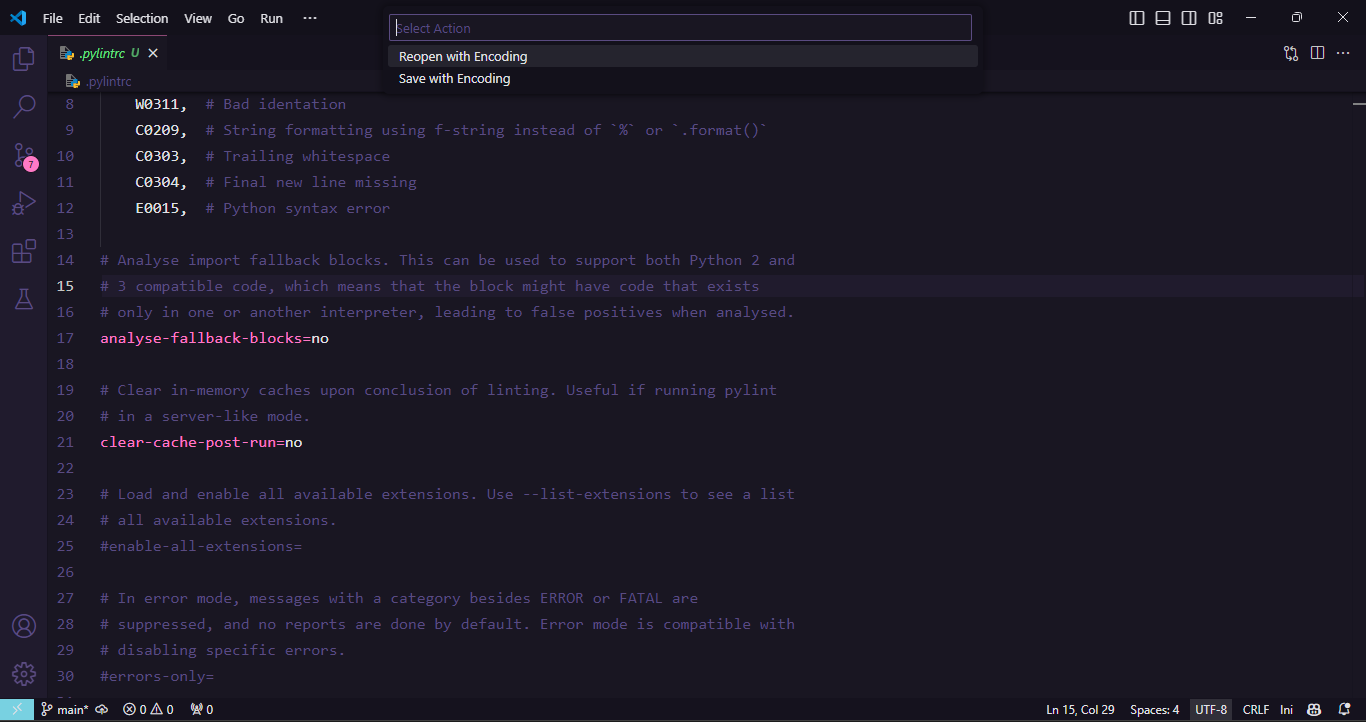 File Edit Selection View Go Run ···
Select Action
Reopen with Encoding
Save with Encoding
.pylintrc U
.pylintrc
8 W0311, # Bad identation
9 C0209, # String formatting using f-string instead of `%` or `.format()`
10 C0303, # Trailing whitespace
11 C0304, # Final new line missing
12 E0015, # Python syntax error
13
14 # Analyse import fallback blocks. This can be used to support both Python 2 and
15 # 3 compatible code, which means that the block might have code that exists
16 # only in one or another interpreter, leading to false positives when analysed.
17 analyse-fallback-blocks=no
18
19 # Clear in-memory caches upon conclusion of linting. Useful if running pylint
20 # in a server-like mode.
21 clear-cache-post-run=no
22
23 # Load and enable all available extensions. Use --list-extensions to see a list
24 # all available extensions.
25 #enable-all-extensions=
26
27 # In error mode, messages with a category besides ERROR or FATAL are
28 # suppressed, and no reports are done by default. Error mode is compatible with
29 # disabling specific errors.
30 #errors-only=
7
main* 0 0 0 Ln 15, Col 29 Spaces: 4 UTF-8 CRLF Ini